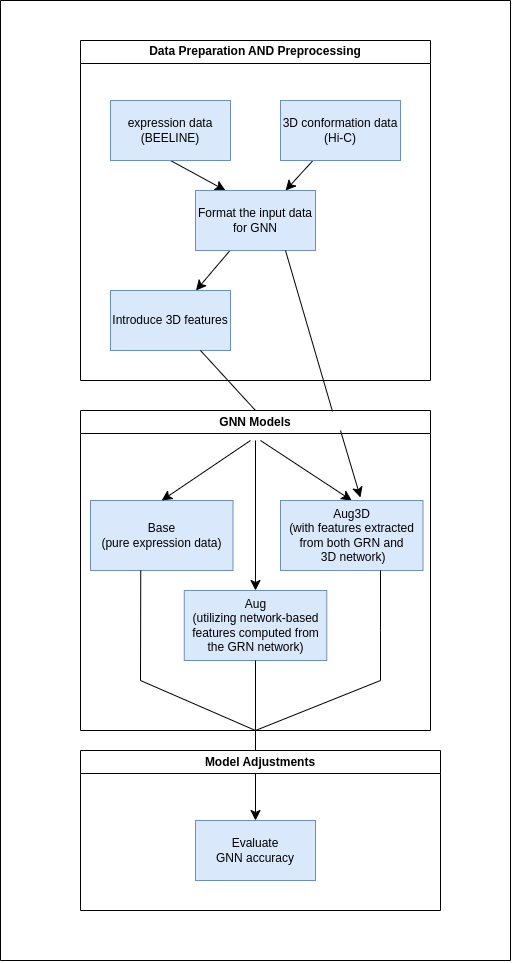 Data Preparation AND Preprocessing
expression data
(BEELINE)
3D conformation data
(Hi-C)
Format the input data
for GNN
Introduce 3D features
GNN Models
Base
(pure expression data)
Aug3D
(with features extracted
from both GRN and
3D network)
Aug
(utilizing network-based
features computed from
the GRN network)
Model Adjustments
Evaluate
GNN accuracy